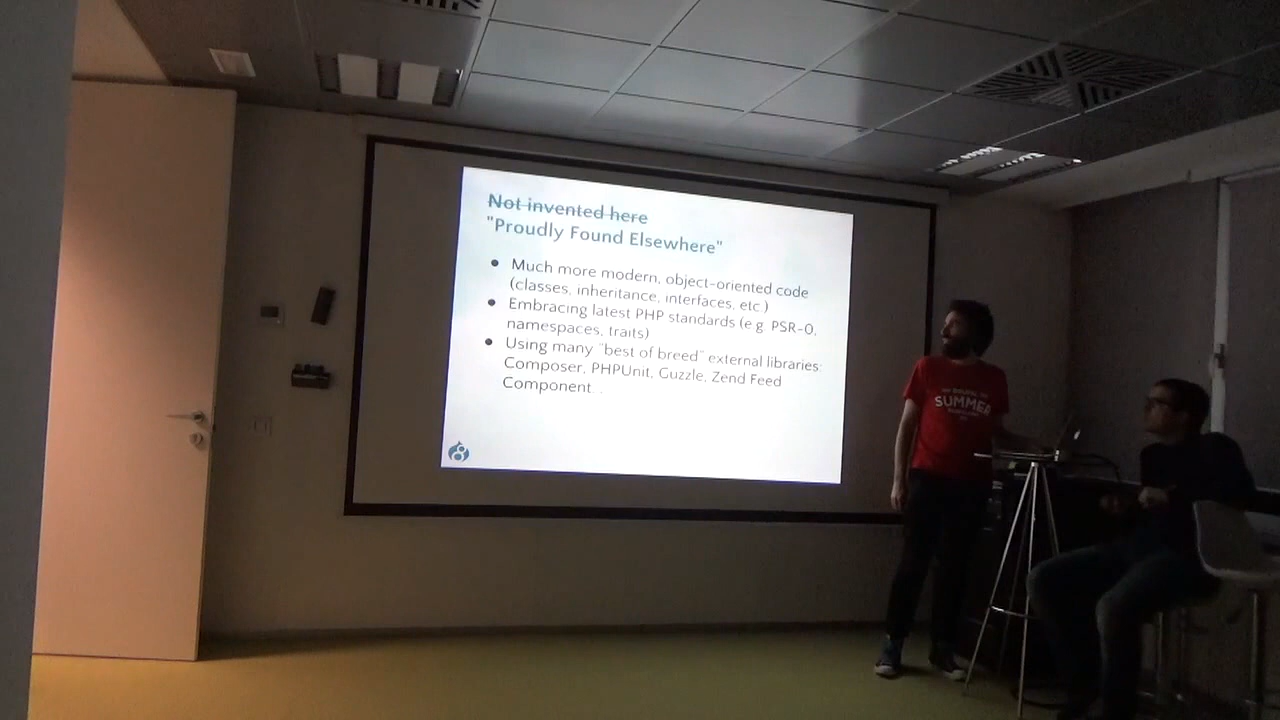 Not invented here
"Proudly Found Elsewhere"
● Much more modern, object-oriented code
(classes, inheritance, interfaces, etc.)
● Embracing latest PHP standards (e.g. PSR-0,
namespaces, traits)
● Using many "best of breed" external libraries:
Composer, PHPUnit, Guzzle, Zend Feed
Component...
SUMMER